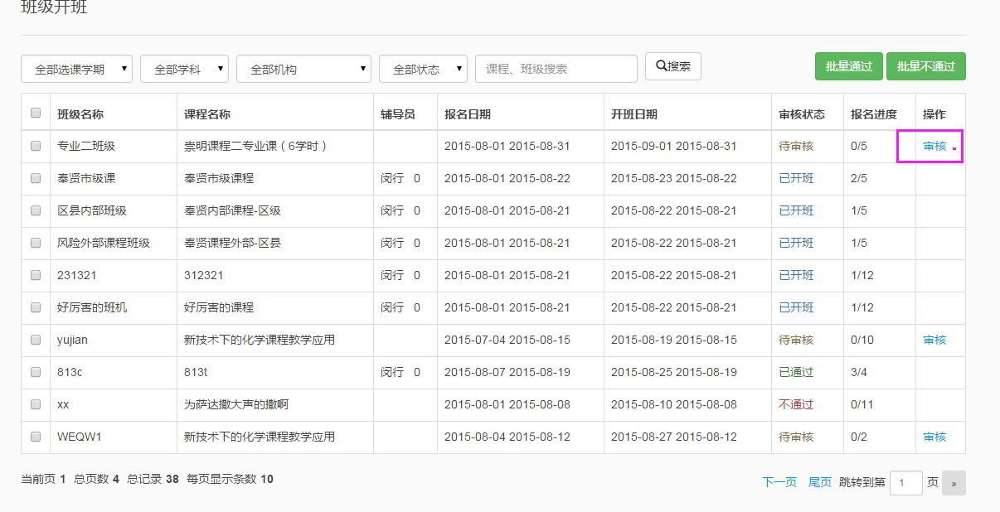 班级开班
全部选课学期 全部学科 全部机构 全部状态 课程、班级搜索 搜索 批量通过 批量不通过
班级名称 课程名称 辅导员 报名日期 开班日期 审核状态 报名进度 操作
专业二班级 崇明课程二专业课（6学时） 2015-08-01 2015-08-31 2015-09-01 2015-08-31 待审核 0/5 审核
奉贤市级课 奉贤市级课程 闵行 0 2015-08-01 2015-08-22 2015-08-23 2015-08-22 已开班 2/5
区县内部班级 奉贤内部课程-区级 闵行 0 2015-08-01 2015-08-21 2015-08-22 2015-08-21 已开班 1/5
风险外部课程班级 奉贤课程外部-区县 闵行 0 2015-08-01 2015-08-21 2015-08-22 2015-08-21 已开班 1/5
231321 312321 闵行 0 2015-08-01 2015-08-21 2015-08-22 2015-08-21 已开班 1/12
好厉害的班机 好厉害的课程 闵行 0 2015-08-01 2015-08-21 2015-08-22 2015-08-21 已开班 1/12
yujian 新技术下的化学课程教学应用 2015-07-04 2015-08-15 2015-08-19 2015-08-15 待审核 0/10 审核
813c 813t 闵行 0 2015-08-07 2015-08-19 2015-08-25 2015-08-19 已通过 3/4
xx 为萨达撒大声的撒啊 2015-08-01 2015-08-08 2015-08-10 2015-08-08 不通过 0/11
WEQW1 新技术下的化学课程教学应用 2015-08-04 2015-08-12 2015-08-27 2015-08-12 待审核 0/2 审核
当前页 1 总页数 4 总记录 38 每页显示条数 10 下一页 尾页 跳转到第 1 页 »